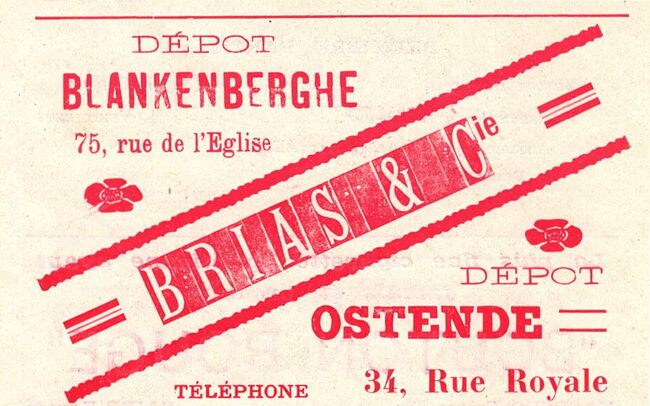 DÉPOT
BLANKENBERGHE
75, rue de l'Eglise
BRIAS & Cie
DÉPOT
OSTENDE
34, Rue Royale
TÉLÉPHONE